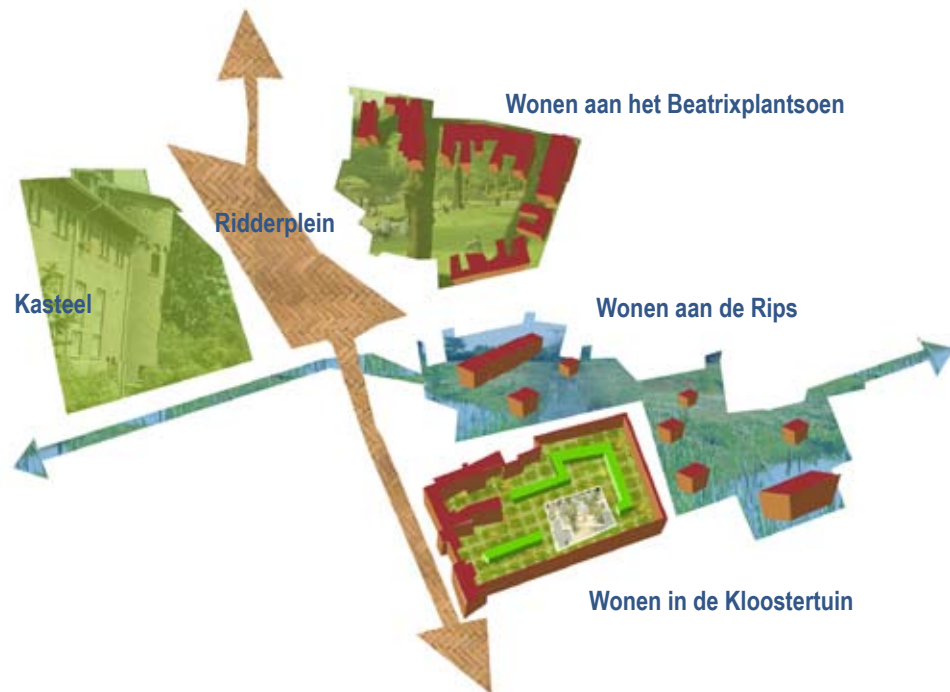 Wonen aan het Beatrixplantsoen
Ridderplein
Kasteel
Wonen aan de Rips
Wonen in de Kloostertuin